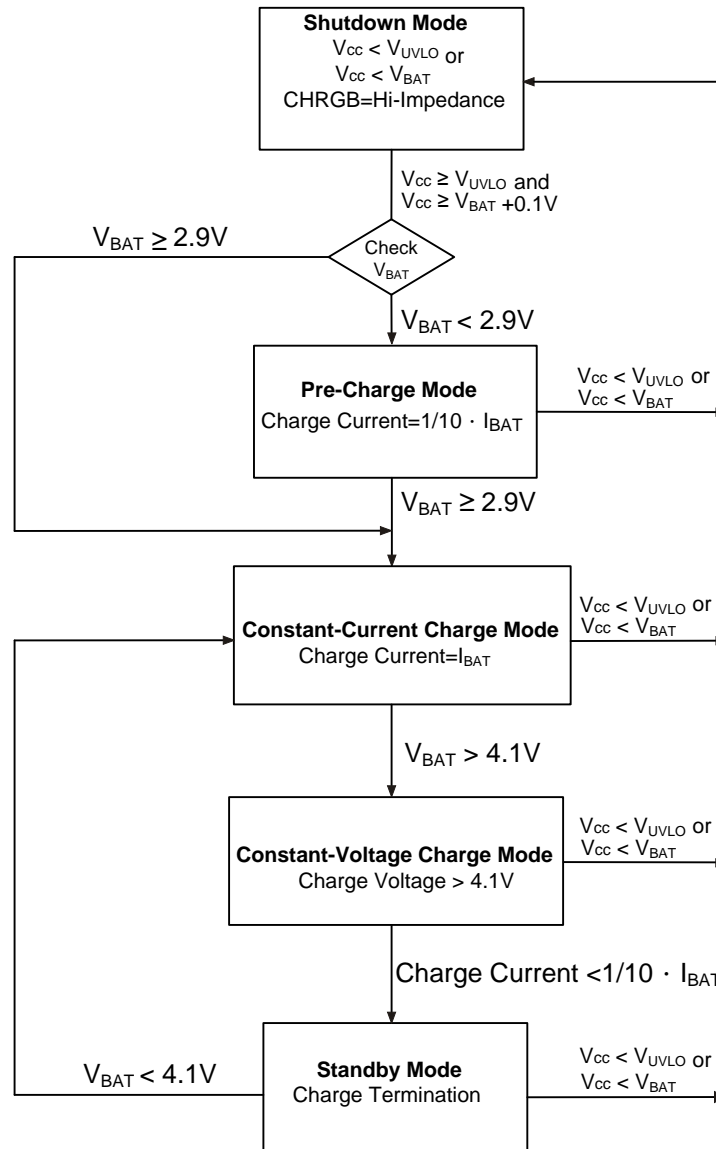 Shutdown Mode
Vcc < VUVLO or
Vcc < VBAT
CHRGB=Hi-Impedance
Vcc ≥ VUVLO and
Vcc ≥ VBAT +0.1V
VBAT ≥ 2.9V
Check
VBAT
VBAT < 2.9V
Pre-Charge Mode
Charge Current=1/10 · IBAT
Vcc < VUVLO or
Vcc < VBAT
VBAT ≥ 2.9V
Constant-Current Charge Mode
Charge Current=IBAT
Vcc < VUVLO or
Vcc < VBAT
VBAT > 4.1V
Constant-Voltage Charge Mode
Charge Voltage > 4.1V
Vcc < VUVLO or
Vcc < VBAT
Charge Current <1/10 · IBAT
VBAT < 4.1V
Standby Mode
Charge Termination
Vcc < VUVLO or
Vcc < VBAT